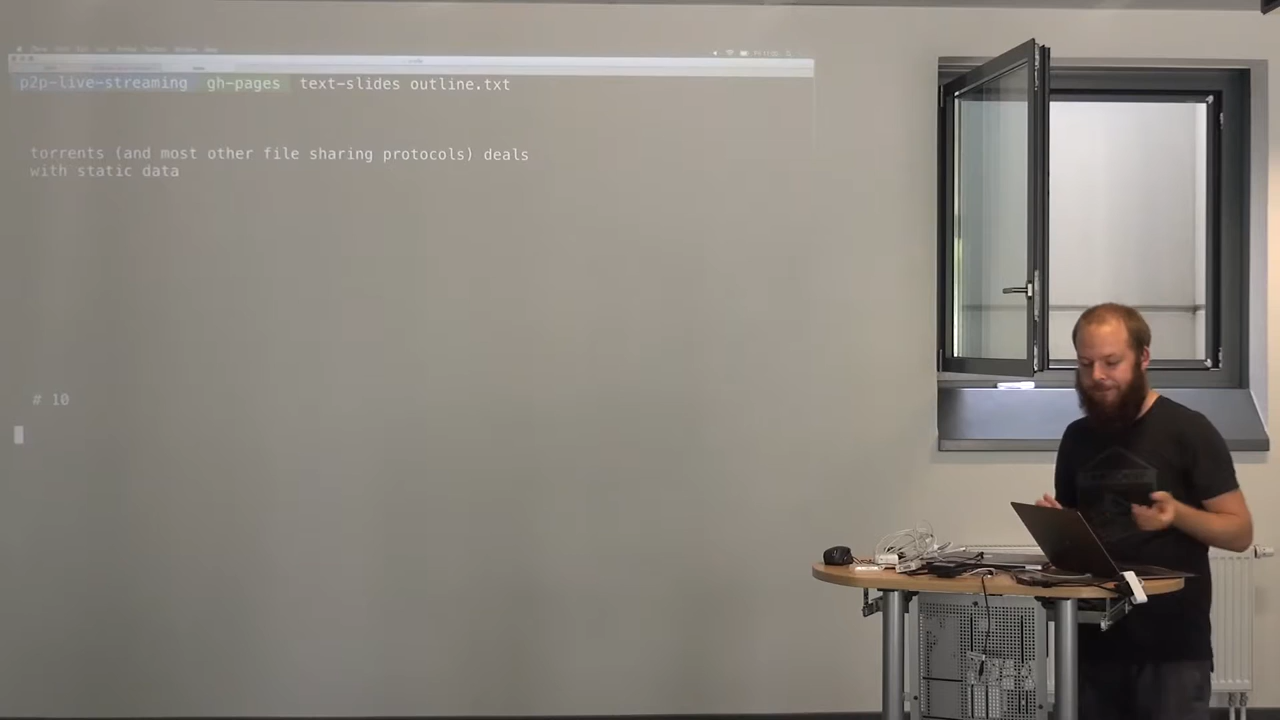 p2p-live-streaming gh-pages text-slides outline.txt
torrents (and most other file sharing protocols) deals
with static data
# 10